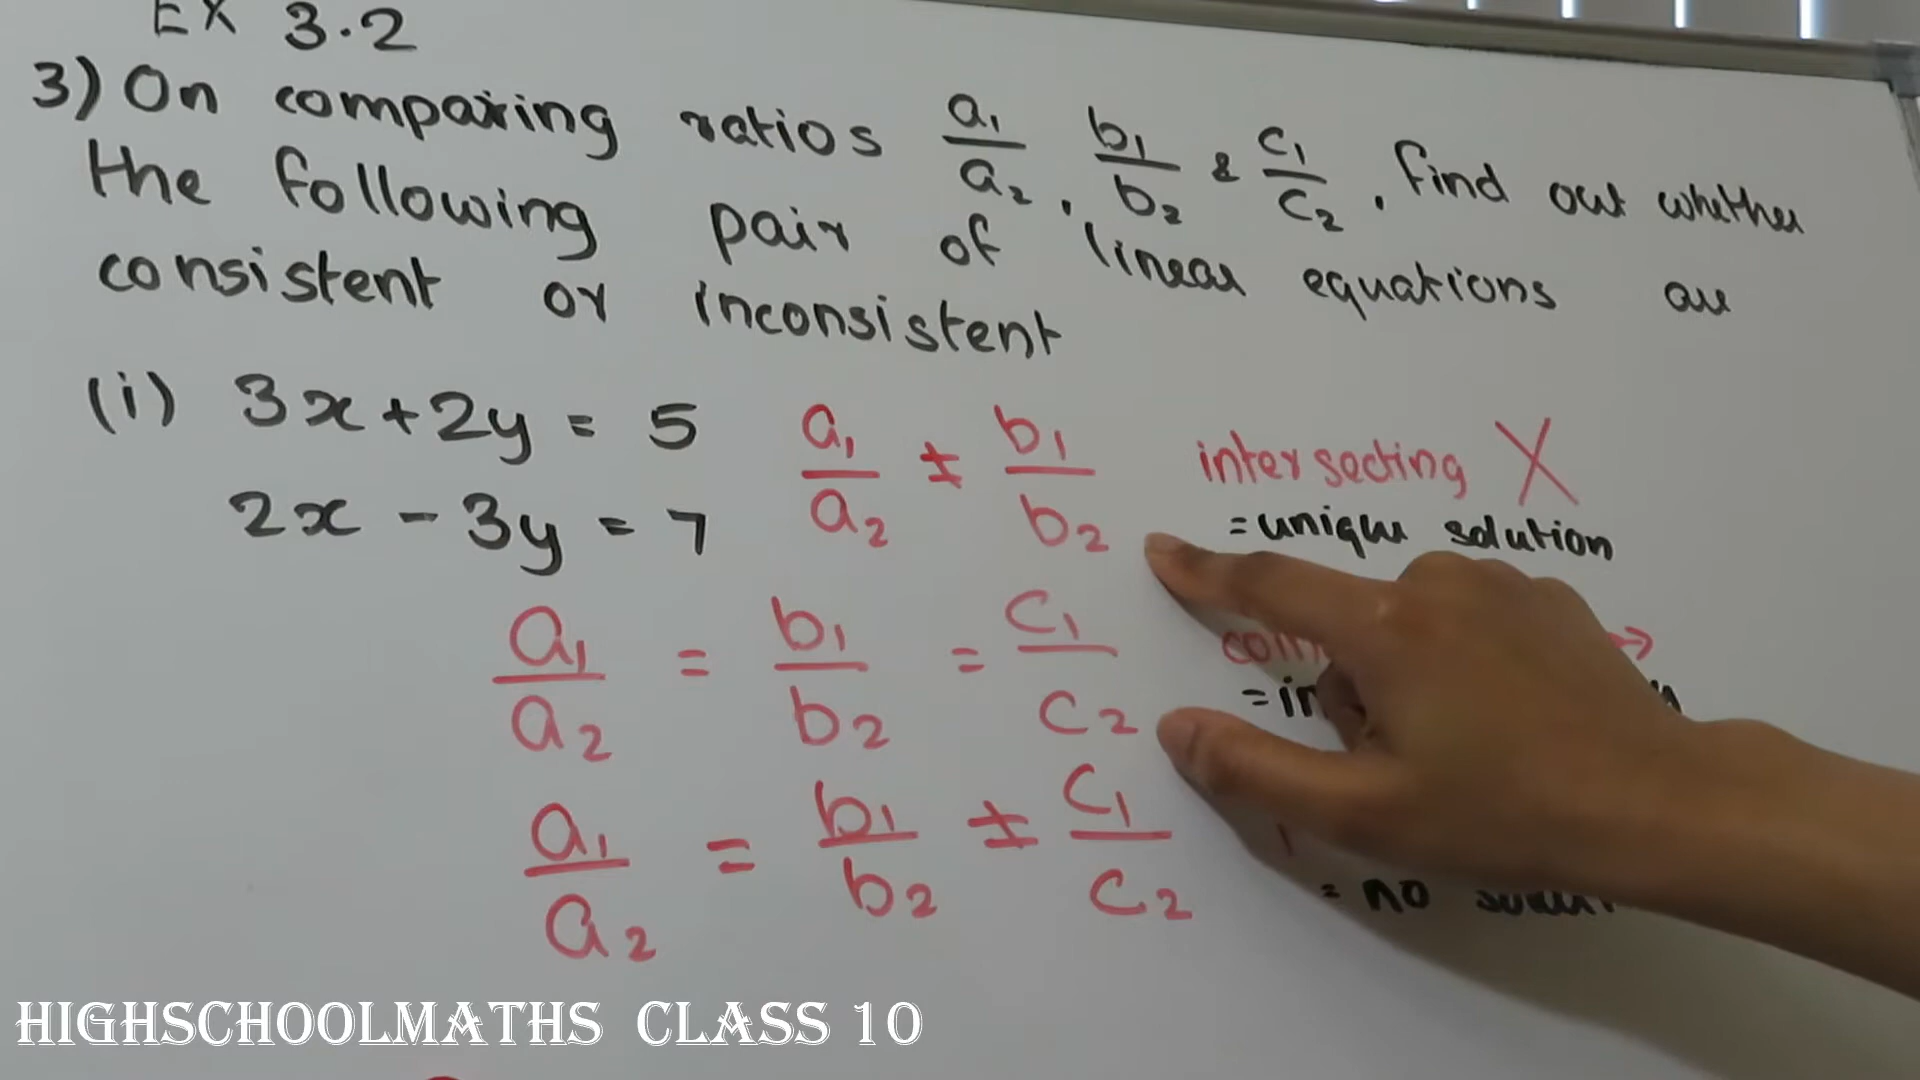 Ex 3.2
3) On comparing ratios a₁/a₂, b₁/b₂ & c₁/c₂, find out whether
the following pair of linear equations are
consistent or inconsistent
(i) 3x + 2y = 5
2x - 3y = 7
a₁/a₂ ≠ b₁/b₂ intersecting
= unique solution
a₁/a₂ = b₁/b₂ = c₁/c₂
a₁/a₂ = b₁/b₂ ≠ c₁/c₂
= no
HIGHSCHOOLMATHS CLASS 10